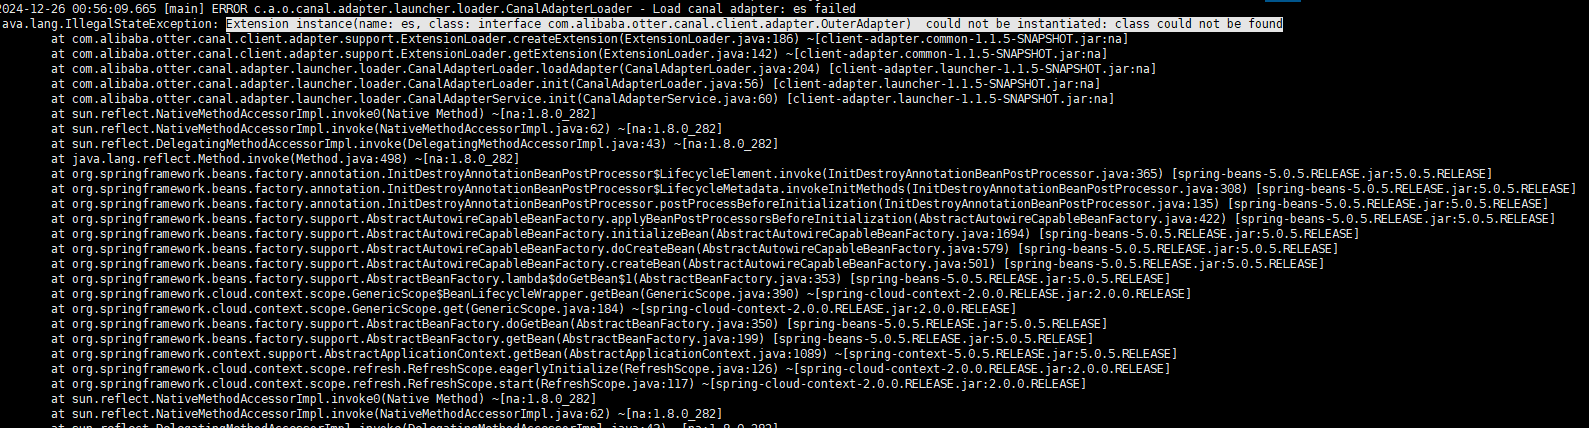 2024-12-26 00:56:09.665 [main] ERROR c.a.o.canal.adapter.launcher.loader.CanalAdapterLoader - Load canal adapter: es failed
ava.lang.IllegalStateException: Extension instance(name: es, class: interface com.alibaba.otter.canal.client.adapter.OuterAdapter)  could not be instantiated: class could not be found
at com.alibaba.otter.canal.client.adapter.support.ExtensionLoader.createExtension(ExtensionLoader.java:186) ~[client-adapter.common-1.1.5-SNAPSHOT.jar:na]
at com.alibaba.otter.canal.client.adapter.support.ExtensionLoader.getExtension(ExtensionLoader.java:142) ~[client-adapter.common-1.1.5-SNAPSHOT.jar:na]
at com.alibaba.otter.canal.adapter.launcher.loader.CanalAdapterLoader.loadAdapter(CanalAdapterLoader.java:204) [client-adapter.launcher-1.1.5-SNAPSHOT.jar:na]
at com.alibaba.otter.canal.adapter.launcher.loader.CanalAdapterLoader.init(CanalAdapterLoader.java:56) [client-adapter.launcher-1.1.5-SNAPSHOT.jar:na]
at com.alibaba.otter.canal.adapter.launcher.loader.CanalAdapterService.init(CanalAdapterService.java:60) [client-adapter.launcher-1.1.5-SNAPSHOT.jar:na]
at sun.reflect.NativeMethodAccessorImpl.invoke0(Native Method) ~[na:1.8.0_282]
at sun.reflect.NativeMethodAccessorImpl.invoke(NativeMethodAccessorImpl.java:62) ~[na:1.8.0_282]
at sun.reflect.DelegatingMethodAccessorImpl.invoke(DelegatingMethodAccessorImpl.java:43) ~[na:1.8.0_282]
at java.lang.reflect.Method.invoke(Method.java:498) ~[na:1.8.0_282]
at org.springframework.beans.factory.annotation.InitDestroyAnnotationBeanPostProcessor$LifecycleElement.invoke(InitDestroyAnnotationBeanPostProcessor.java:365) [spring-beans-5.0.5.RELEASE.jar:5.0.5.RELEASE]
at org.springframework.beans.factory.annotation.InitDestroyAnnotationBeanPostProcessor$LifecycleMetadata.invokeInitMethods(InitDestroyAnnotationBeanPostProcessor.java:308) [spring-beans-5.0.5.RELEASE.jar:5.0.5.RELEASE]
at org.springframework.beans.factory.annotation.InitDestroyAnnotationBeanPostProcessor.postProcessBeforeInitialization(InitDestroyAnnotationBeanPostProcessor.java:135) [spring-beans-5.0.5.RELEASE.jar:5.0.5.RELEASE]
at org.springframework.beans.factory.support.AbstractAutowireCapableBeanFactory.applyBeanPostProcessorsBeforeInitialization(AbstractAutowireCapableBeanFactory.java:422) [spring-beans-5.0.5.RELEASE.jar:5.0.5.RELEASE]
at org.springframework.beans.factory.support.AbstractAutowireCapableBeanFactory.initializeBean(AbstractAutowireCapableBeanFactory.java:1694) [spring-beans-5.0.5.RELEASE.jar:5.0.5.RELEASE]
at org.springframework.beans.factory.support.AbstractAutowireCapableBeanFactory.doCreateBean(AbstractAutowireCapableBeanFactory.java:579) [spring-beans-5.0.5.RELEASE.jar:5.0.5.RELEASE]
at org.springframework.beans.factory.support.AbstractAutowireCapableBeanFactory.createBean(AbstractAutowireCapableBeanFactory.java:501) [spring-beans-5.0.5.RELEASE.jar:5.0.5.RELEASE]
at org.springframework.beans.factory.support.AbstractBeanFactory.lambda$doGetBean$1(AbstractBeanFactory.java:353) [spring-beans-5.0.5.RELEASE.jar:5.0.5.RELEASE]
at org.springframework.cloud.context.scope.GenericScope$BeanLifecycleWrapper.getBean(GenericScope.java:390) ~[spring-cloud-context-2.0.0.RELEASE.jar:2.0.0.RELEASE]
at org.springframework.cloud.context.scope.GenericScope.get(GenericScope.java:184) ~[spring-cloud-context-2.0.0.RELEASE.jar:2.0.0.RELEASE]
at org.springframework.beans.factory.support.AbstractBeanFactory.doGetBean(AbstractBeanFactory.java:350) [spring-beans-5.0.5.RELEASE.jar:5.0.5.RELEASE]
at org.springframework.beans.factory.support.AbstractBeanFactory.getBean(AbstractBeanFactory.java:199) [spring-beans-5.0.5.RELEASE.jar:5.0.5.RELEASE]
at org.springframework.context.support.AbstractApplicationContext.getBean(AbstractApplicationContext.java:1089) ~[spring-context-5.0.5.RELEASE.jar:5.0.5.RELEASE]
at org.springframework.cloud.context.scope.refresh.RefreshScope.eagerlyInitialize(RefreshScope.java:126) ~[spring-cloud-context-2.0.0.RELEASE.jar:2.0.0.RELEASE]
at org.springframework.cloud.context.scope.refresh.RefreshScope.start(RefreshScope.java:117) ~[spring-cloud-context-2.0.0.RELEASE.jar:2.0.0.RELEASE]
at sun.reflect.NativeMethodAccessorImpl.invoke0(Native Method) ~[na:1.8.0_282]
at sun.reflect.NativeMethodAccessorImpl.invoke(NativeMethodAccessorImpl.java:62) ~[na:1.8.0_282]
at sun.reflect.DelegatingMethodAccessorImpl.invoke(DelegatingMethodAccessorImpl.java:43) ~[na:1.8.0_282]